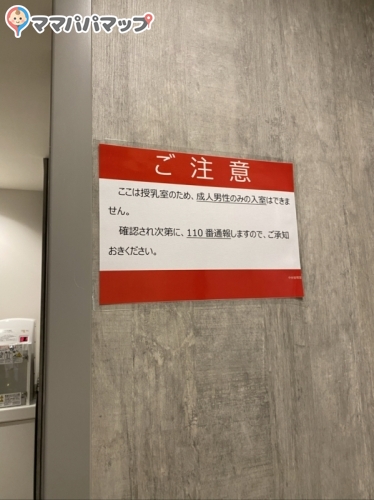 ママパパマップ
ご注意
ここは授乳室のため、成人男性のみの入室はできま
せん。
確認され次第に、110番通報しますので、ご承知
おきください。